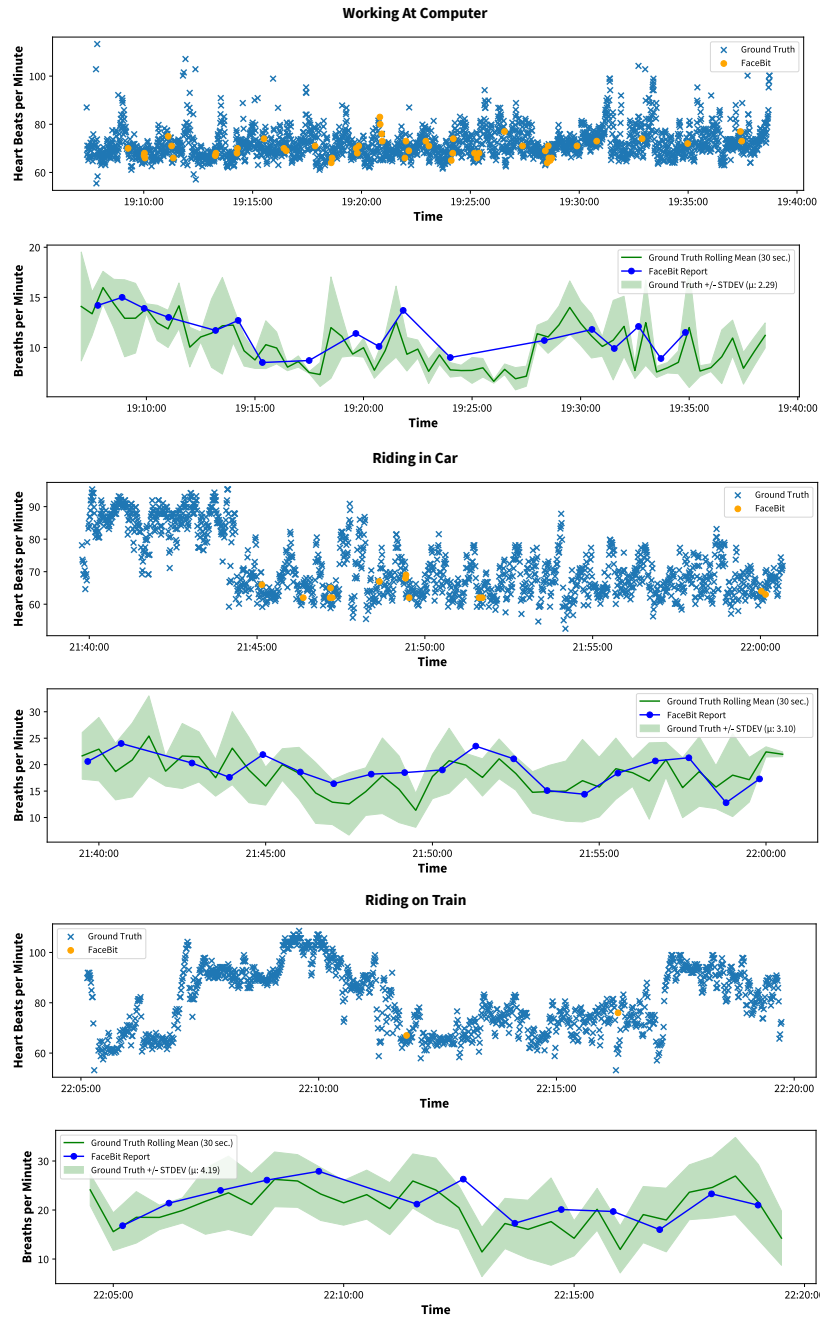 Working At Computer
Heart Beats per Minute
100
80
60
Ground Truth
FaceBit
19:10:00 19:15:00 19:20:00 19:25:00 19:30:00 19:35:00 19:40:00
Time
Breaths per Minute
20
15
10
Ground Truth Rolling Mean (30 sec.)
FaceBit Report
Ground Truth +/- STDEV (μ: 2.29)
19:10:00 19:15:00 19:20:00 19:25:00 19:30:00 19:35:00 19:40:00
Time
Riding in Car
Heart Beats per Minute
90
80
70
60
Ground Truth
FaceBit
21:40:00 21:45:00 21:50:00 21:55:00 22:00:00
Time
Breaths per Minute
30
25
20
15
10
Ground Truth Rolling Mean (30 sec.)
FaceBit Report
Ground Truth +/- STDEV (μ: 3.10)
21:40:00 21:45:00 21:50:00 21:55:00 22:00:00
Time
Riding on Train
Heart Beats per Minute
100
80
60
Ground Truth
FaceBit
22:05:00 22:10:00 22:15:00 22:20:00
Time
Breaths per Minute
30
20
10
Ground Truth Rolling Mean (30 sec.)
FaceBit Report
Ground Truth +/- STDEV (μ: 4.19)
22:05:00 22:10:00 22:15:00 22:20:00
Time